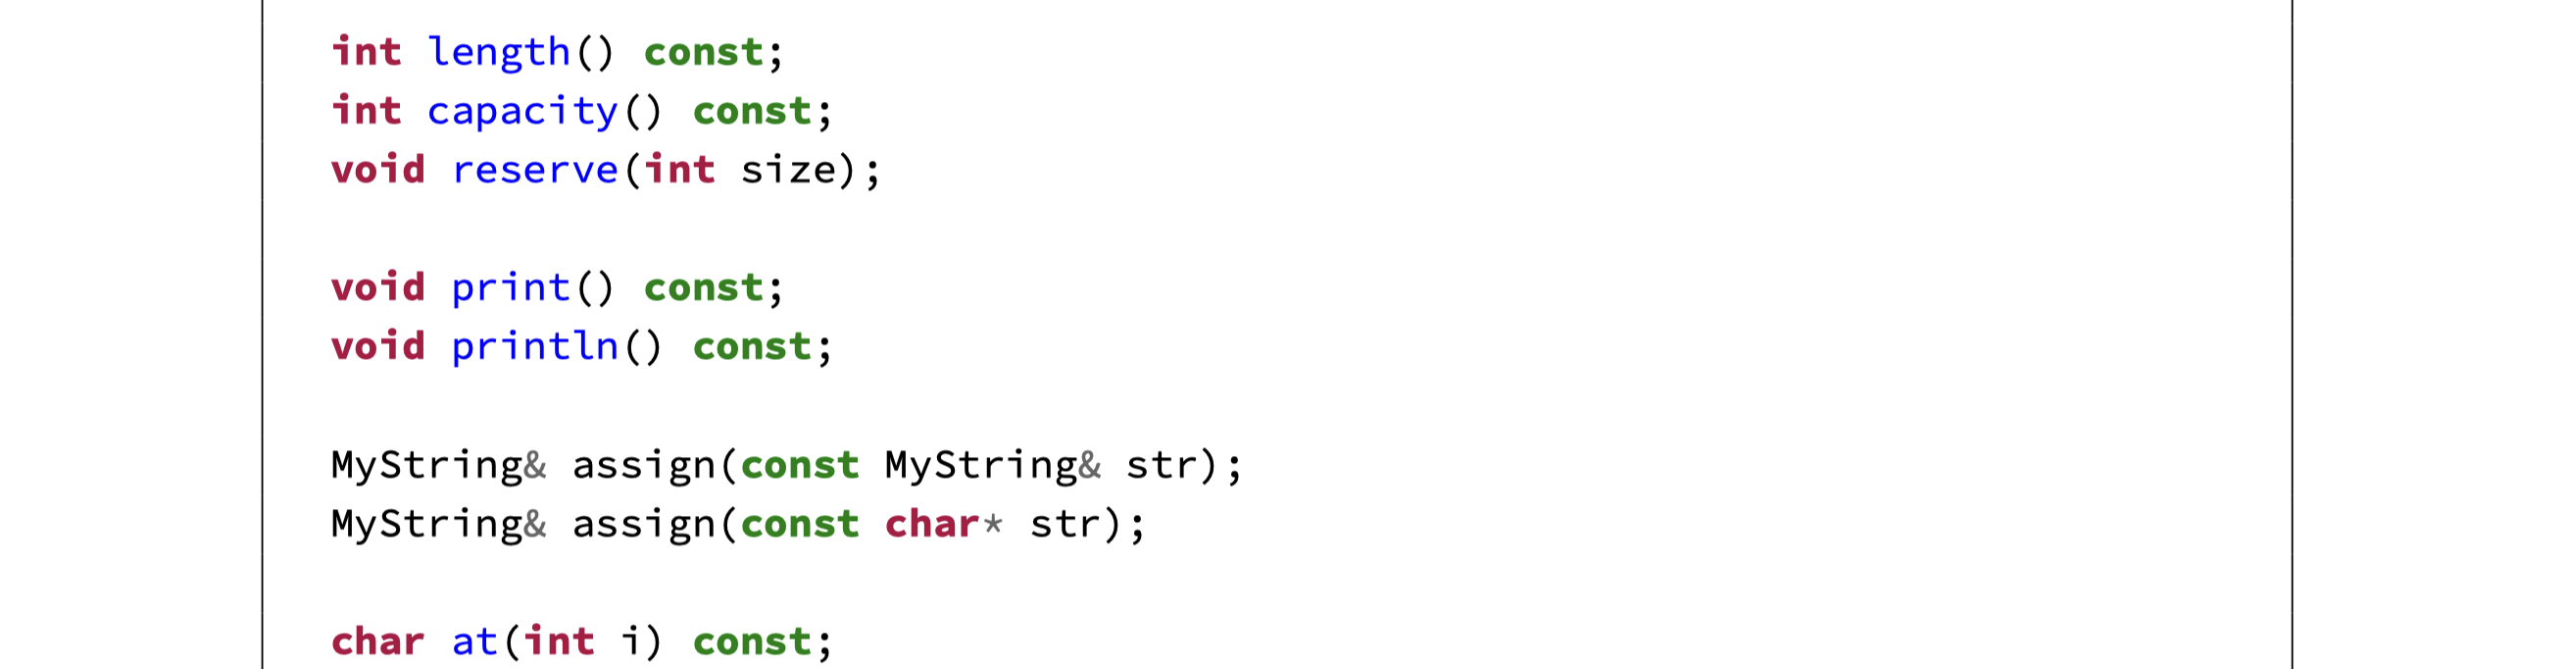 int length() const;
int capacity() const;
void reserve(int size);
void print() const;
void println() const;
MyString& assign(const MyString& str);
MyString& assign(const char* str);
char at(int i) const;